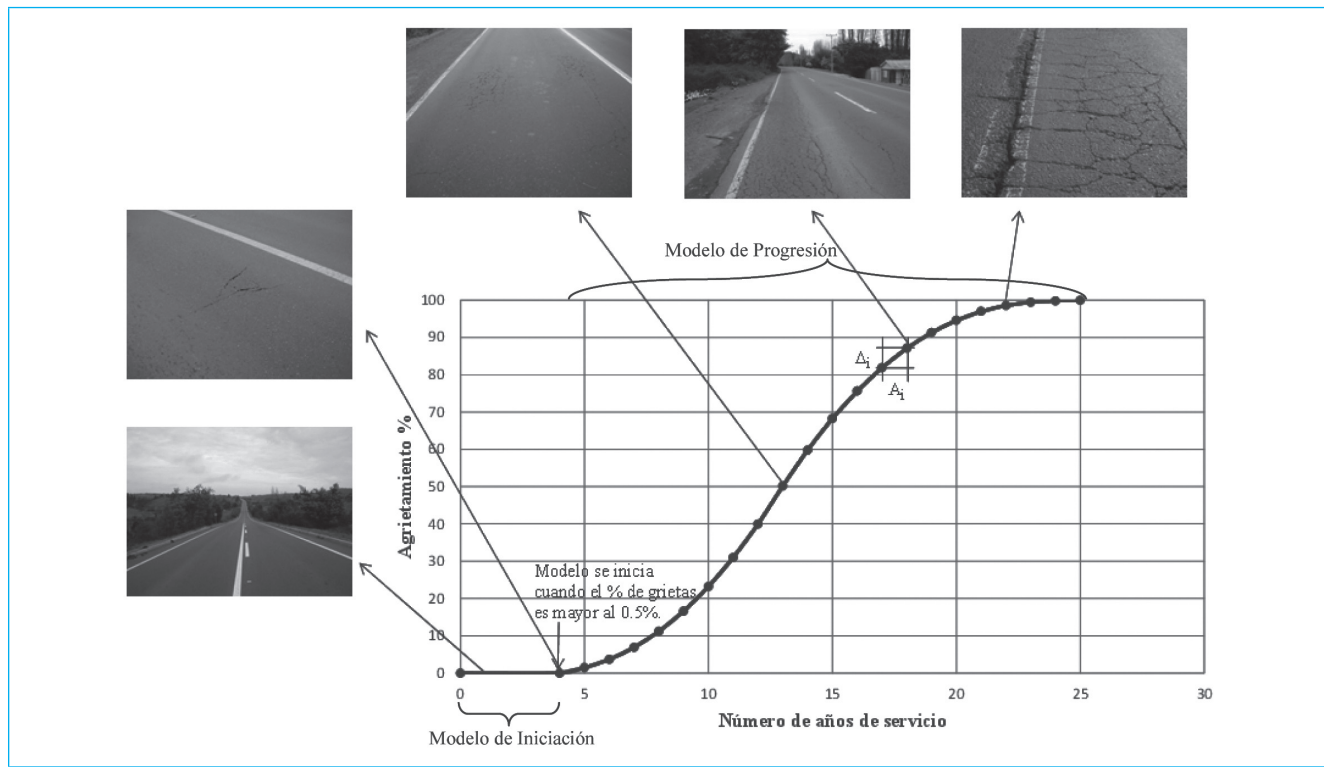 Modelo de Progresión
100
90
80
70
60
50
40
30
20
10
0
Agrietamiento %
Δi
Ai
Modelo se inicia
cuando el % de grietas
es mayor al 0.5%.
0 5 10 15 20 25 30
Número de años de servicio
Modelo de Iniciación